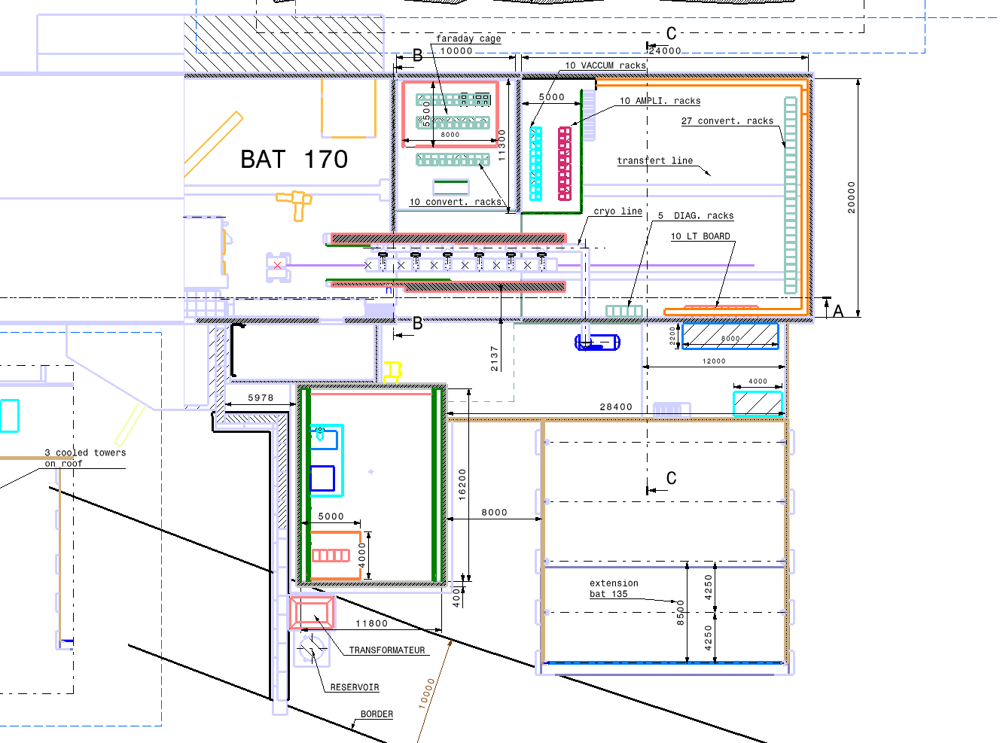 C
faraday cage
B
10000
24000
10 VACCUM racks
5000
10 AMPLI. racks
5500
27 convert. racks
8000
11300
BAT 170
transfert line
20000
10 convert. racks
cryo line
5 DIAG. racks
10 LT BOARD
A
B
2200
8000
2137
12000
4000
5978
28400
3 cooled towers
on roof
C
16200
5000
8000
4000
extension
bat 135
4250
8500
400
11800
4250
TRANSFORMATEUR
RESERVOIR
10000
BORDER